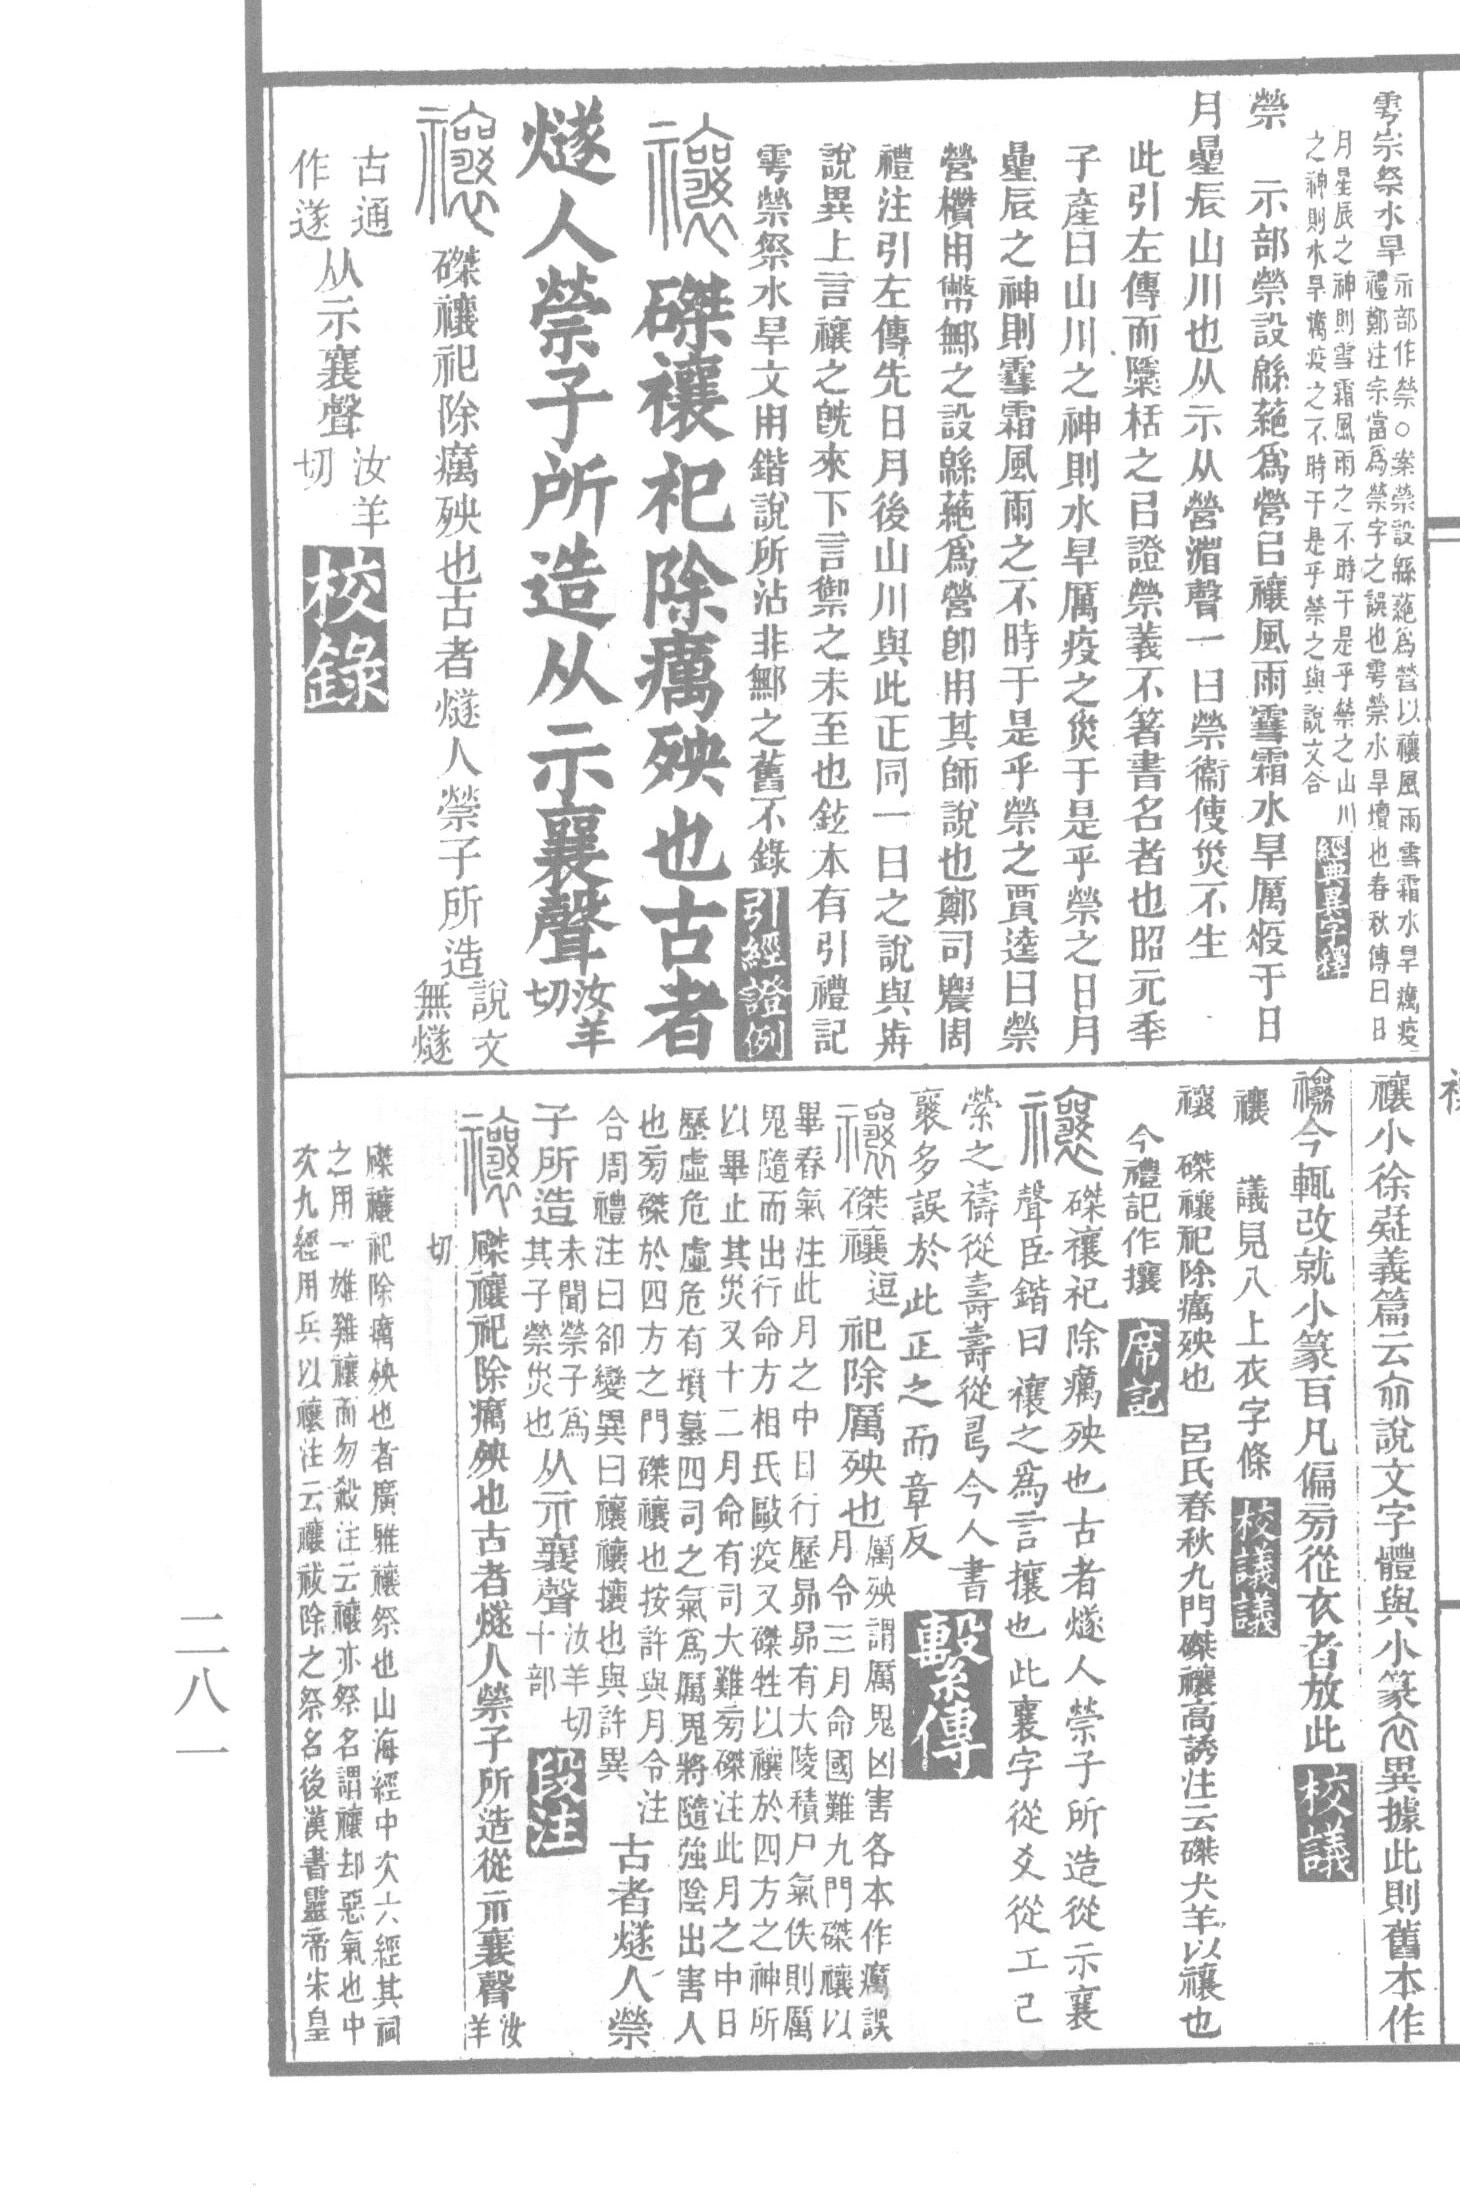 雩宗祭水旱
示部作禜○案禜設緜蕝爲營以禳風雨雪霜水旱癘疫
禮鄭注宗當爲禜字之誤也雩禜水旱壇也春秋傳曰日
月星辰之神則雪霜風雨之不時于是乎禜之山川
之神則水旱癘疫之不時于是乎禜之與說文合
經典異字釋
禜 示部禜設緜蕝爲營㠯禳風雨雪霜水旱厲疫于日
月曐辰山川也从示从營省聲一曰禜衞使災不生
此引左傳而檃栝之㠯證禜義不箸書名者也昭元年
子產曰山川之神則水旱厲疫之災于是乎禜之日月
曐辰之神則雪霜風雨之不時于是乎禜之賈逵曰禜
營欑用幣鄦之設緜蕝爲營卽用其師說也鄭司農周
禮注引左傳先日月後山川與此正同一曰之說與
說異上言禳之旣來下言禦之未至也鉉本有引禮記
雩禜祭水旱文用鍇說所沾非鄦之舊不錄
引經證例
磔禳祀除癘殃也古者
燧人禜子所造从示襄聲
汝羊
切
磔禳祀除癘殃也古者燧人禜子所造
說文
無燧
古通
作遂
从示襄聲
汝羊
切
校錄
禳小徐疑義篇云侖說文字體與小篆异異據此則舊本作
今輒改就小篆百凡偏旁從衣者放此
校議
禳 議見八上衣字條
校議議
禳 磔禳祀除癘殃也 呂氏春秋九門磔禳高誘注云磔犬羊以禳也
今禮記作攘
席記
磔禳祀除癘殃也古者燧人禜子所造從示襄
聲臣鍇曰禳之爲言攘也此襄字從爻從工己
禜之禱從壽壽從今人書
襄多誤於此正之而章反
繫傳
磔禳
逗
祀除厲殃也
厲殃謂厲鬼凶害各本作癘誤
月令三月命國難九門磔禳以
畢春氣注此月之中日行歷昴昴有大陵積尸氣佚則厲
鬼隨而出行命方相氏敺疫又磔牲以禳於四方之神所
以畢止其災又十二月命有司大難旁磔注此月之中日
歷虛危虛危有墳墓四司之氣爲厲鬼將隨強陰出害人
也旁磔於四方之門磔禳也按許與月令注
合周禮注曰卻變異曰禳禳攘也與許異
古者燧人禜
子所造
未聞禜子爲
其子禜災也
从示襄聲
汝羊切
十部
段注
磔禳祀除癘殃也古者燧人禜子所造從示襄聲
汝
羊
切
磔禳祀除癘殃也者廣雅禳祭也山海經中次六經其祠
之用一雄雞禳而勿殺注云禳亦祭名謂禳却惡氣也中
次九經用兵以禳注云禳祓除之祭名後漢書靈帝宋皇
二八一